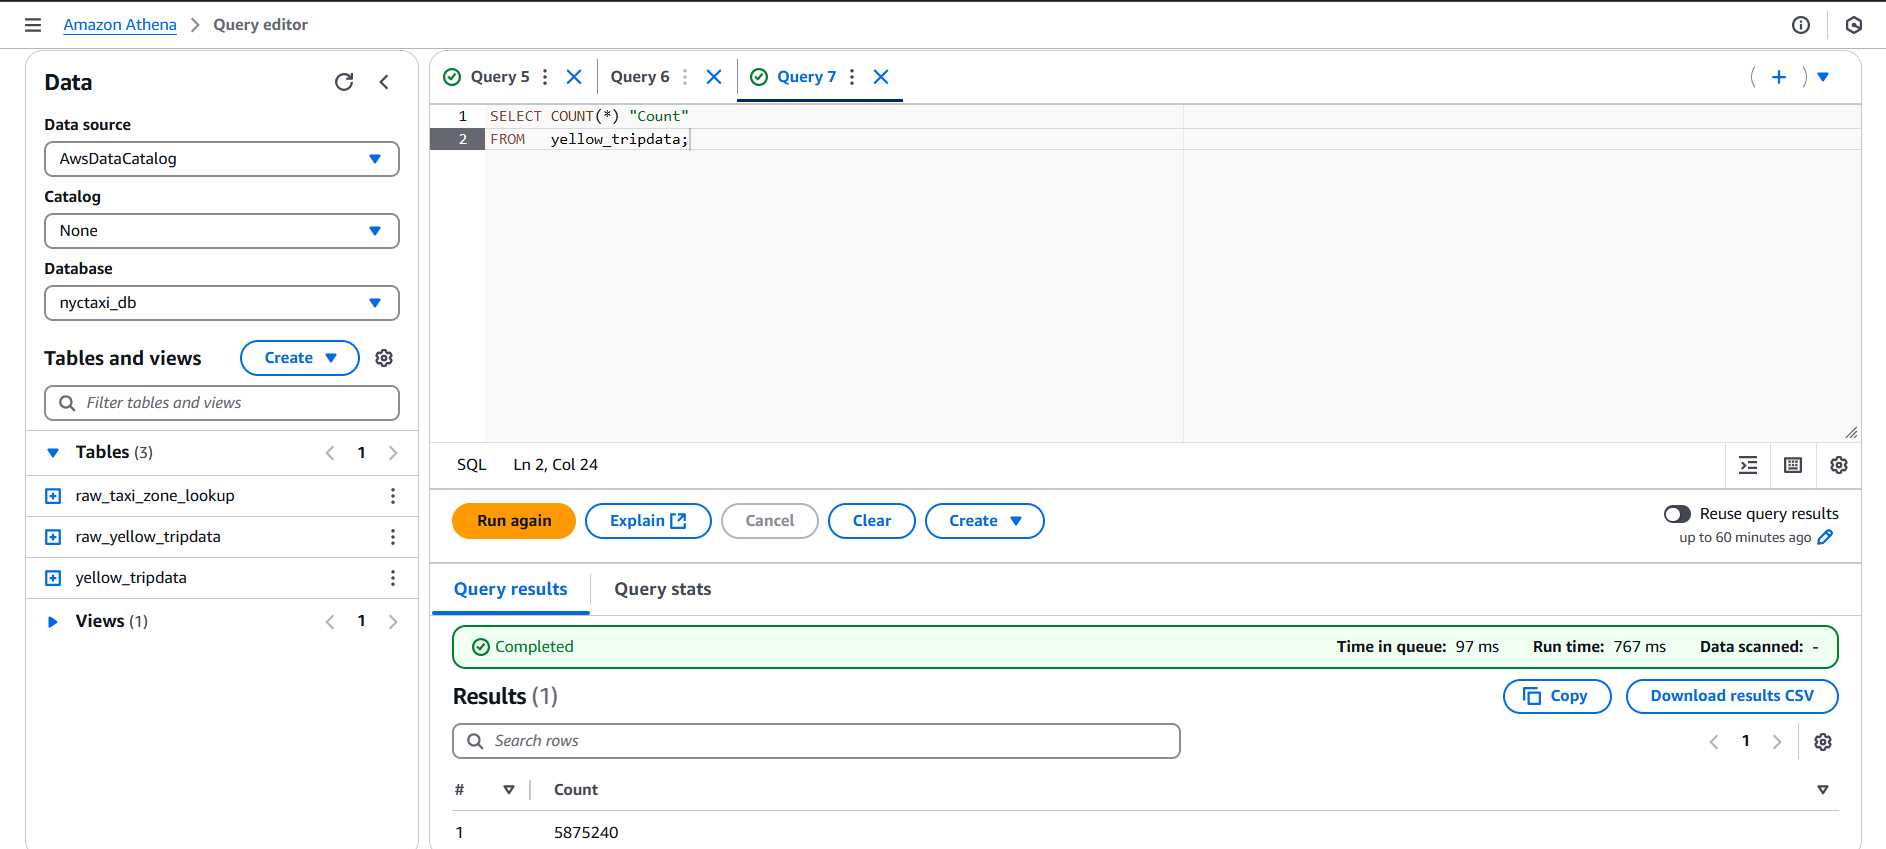 Amazon Athena > Query editor
Data
Data source
AwsDataCatalog
Catalog
None
Database
nyctaxi_db
Tables and views
Create
Filter tables and views
Tables (3)
1
raw_taxi_zone_lookup
raw_yellow_tripdata
yellow_tripdata
Views (1)
1
Query 5
Query 6
Query 7
1 SELECT COUNT(*) "Count"
2 FROM   yellow_tripdata;
SQL Ln 2, Col 24
Run again
Explain
Cancel
Clear
Create
Reuse query results
up to 60 minutes ago
Query results
Query stats
Completed
Time in queue: 97 ms Run time: 767 ms Data scanned: -
Results (1)
Copy
Download results CSV
Search rows
1
# Count
1 5875240